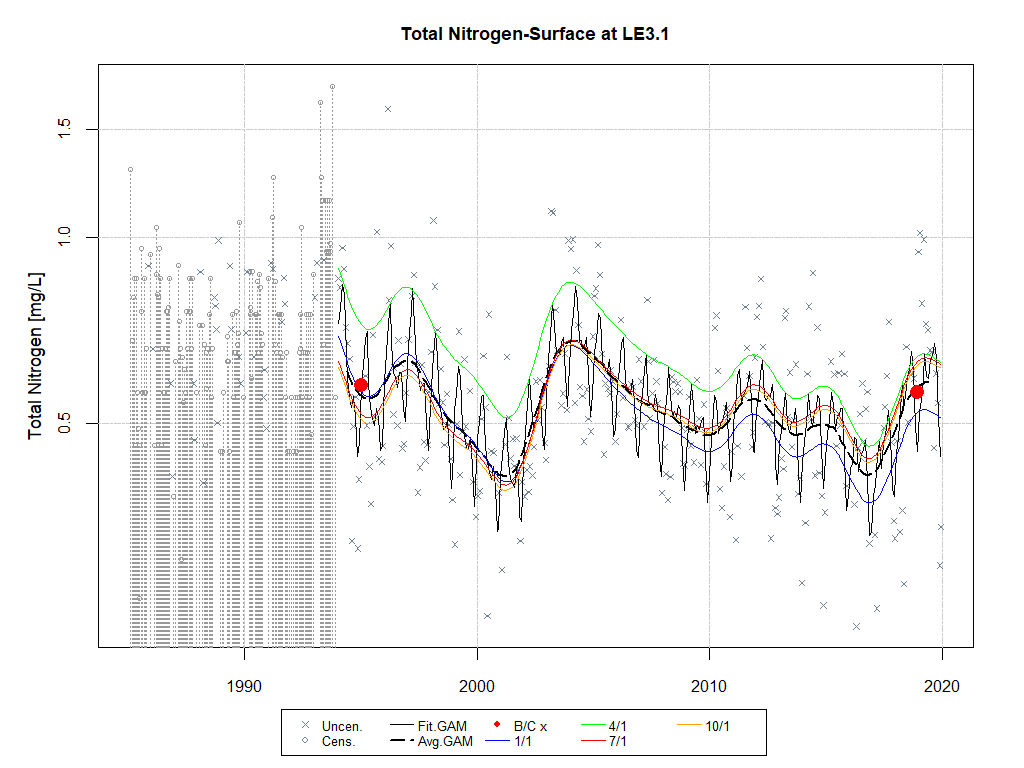 Total Nitrogen-Surface at LE3.1
Total Nitrogen [mg/L]
1.5
1.0
0.5
1990 2000 2010 2020
Uncen. Fit.GAM B/C x 4/1 10/1
Cens. Avg.GAM 1/1 7/1